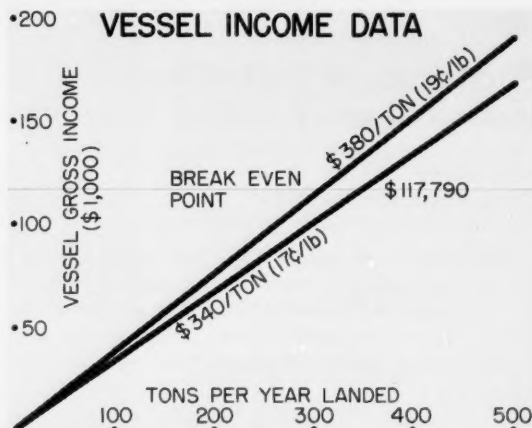 VESSEL INCOME DATA
200
150
100
50
VESSEL GROSS INCOME
($1,000)
$380/TON (19¢/lb)
BREAK EVEN
POINT
$117,790
$340/TON (17¢/lb)
TONS PER YEAR LANDED
100 200 300 400 500